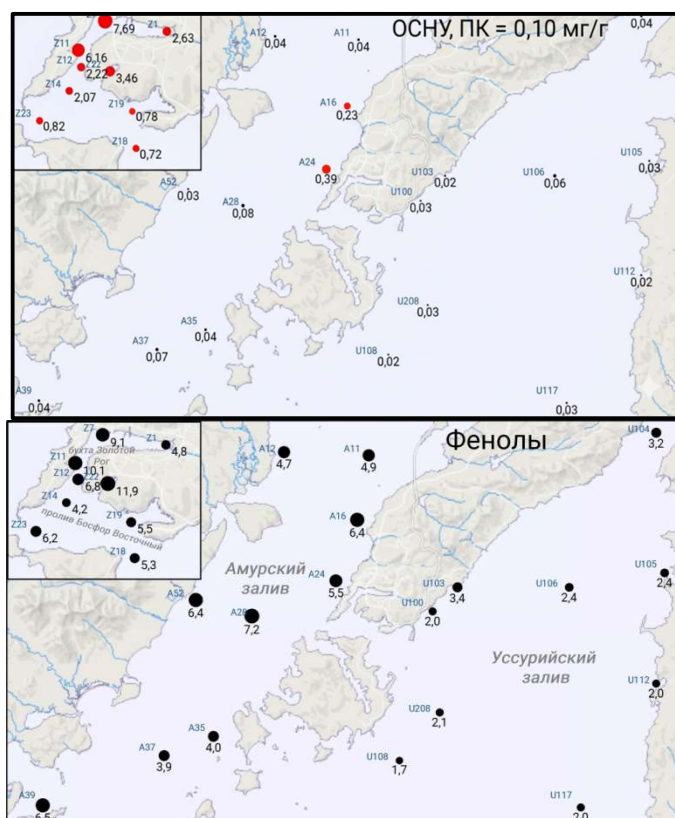 7,69
Z1
2,63
Z11
6,16
Z12
Z22
2,22
3,46
Z14
2,07
Z19
0,78
Z23
0,82
Z18
0,72
A12
0,04
A11
0,04
ОСНУ, ПК = 0,10 мг/г
0,04
A16
0,23
A24
0,39
U103
0,02
U100
0,03
U106
0,06
U105
0,03
A52
0,03
A28
0,08
U112
0,02
U208
0,03
A35
0,04
A37
0,07
U108
0,02
A39
0,04
U117
0,03
Z7
9,1
Z1
4,8
бухта Золотой
Рог
Z11
10,1
Z12
6,8
Z22
11,9
Z14
4,2
пролив Босфор Восточный
Z19
5,5
Z23
6,2
Z18
5,3
A12
4,7
A11
4,9
Фенолы
U104
3,2
A16
6,4
Амурский
залив
A24
5,5
U103
3,4
U100
2,0
U106
2,4
U105
2,4
A52
6,4
A28
7,2
Уссурийский
залив
U112
2,0
U208
2,1
A35
4,0
A37
3,9
U108
1,7
A39
6,5
U117
2,0